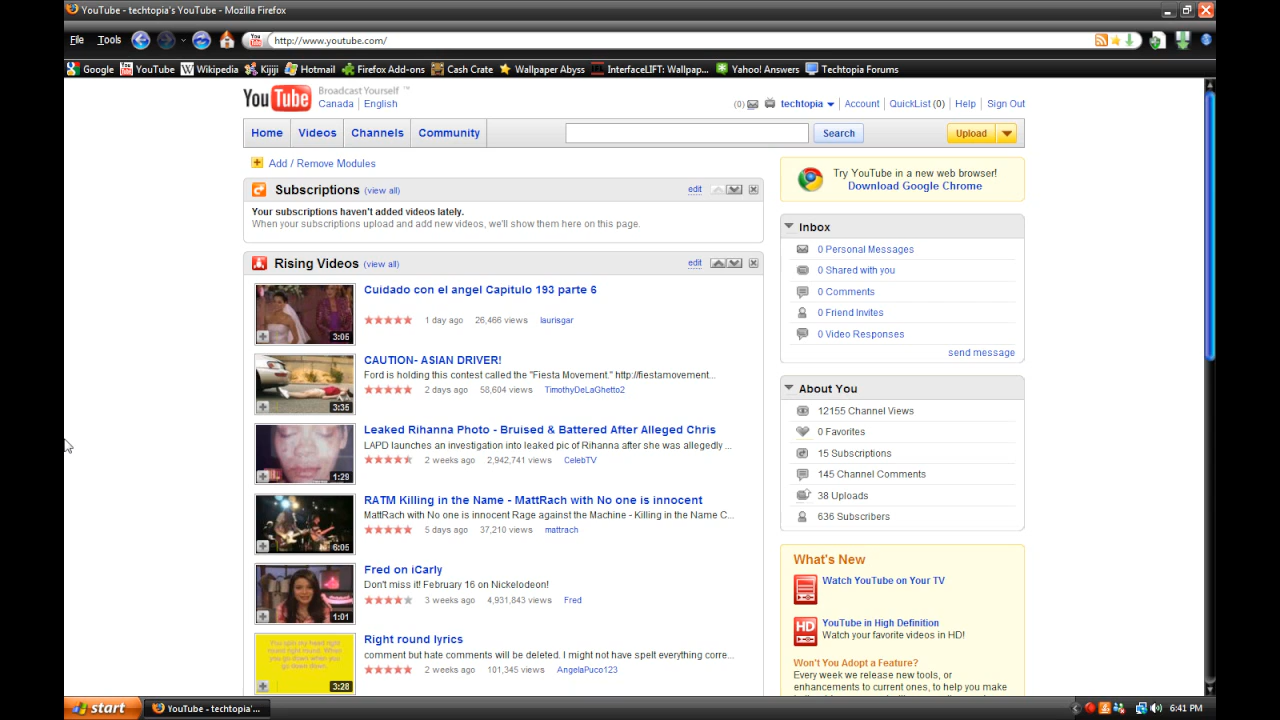 YouTube - techtopia's YouTube - Mozilla Firefox
File Tools http://www.youtube.com/
Google YouTube Wikipedia Kijiji Hotmail Firefox Add-ons Cash Crate Wallpaper Abyss InterfaceLIFT: Wallpap... Yahoo! Answers Techtopia Forums
YouTube Broadcast Yourself ™
Canada | English
(0) techtopia Account QuickList (0) Help Sign Out
Home Videos Channels Community Search Upload
Add / Remove Modules
Subscriptions (view all) edit
Your subscriptions haven't added videos lately.
When your subscriptions upload and add new videos, we'll show them here on this page.
Rising Videos (view all) edit
Cuidado con el angel Capitulo 193 parte 6
1 day ago 26,466 views laurisgar
3:05
CAUTION- ASIAN DRIVER!
Ford is holding this contest called the "Fiesta Movement." http://fiestamovement...
2 days ago 58,604 views TimothyDeLaGhetto2
3:35
Leaked Rihanna Photo - Bruised & Battered After Alleged Chris
LAPD launches an investigation into leaked pic of Rihanna after she was allegedly ...
2 weeks ago 2,942,741 views CelebTV
1:29
RATM Killing in the Name - MattRach with No one is innocent
MattRach with No one is innocent Rage against the Machine - Killing in the Name C...
5 days ago 37,210 views mattrach
6:05
Fred on iCarly
Don't miss it! February 16 on Nickelodeon!
3 weeks ago 4,931,843 views Fred
1:01
Right round lyrics
comment but hate comments will be deleted. I might not have spelt everything corre...
2 weeks ago 101,345 views AngelaPuco123
3:28
Try YouTube in a new web browser!
Download Google Chrome
Inbox
0 Personal Messages
0 Shared with you
0 Comments
0 Friend Invites
0 Video Responses
send message
About You
12155 Channel Views
0 Favorites
15 Subscriptions
145 Channel Comments
38 Uploads
636 Subscribers
What's New
Watch YouTube on Your TV
HD
YouTube in High Definition
Watch your favorite videos in HD!
Won't You Adopt a Feature?
Every week we release new tools, or
enhancements to current ones, to help you make
start YouTube - techtopia'... 6:41 PM